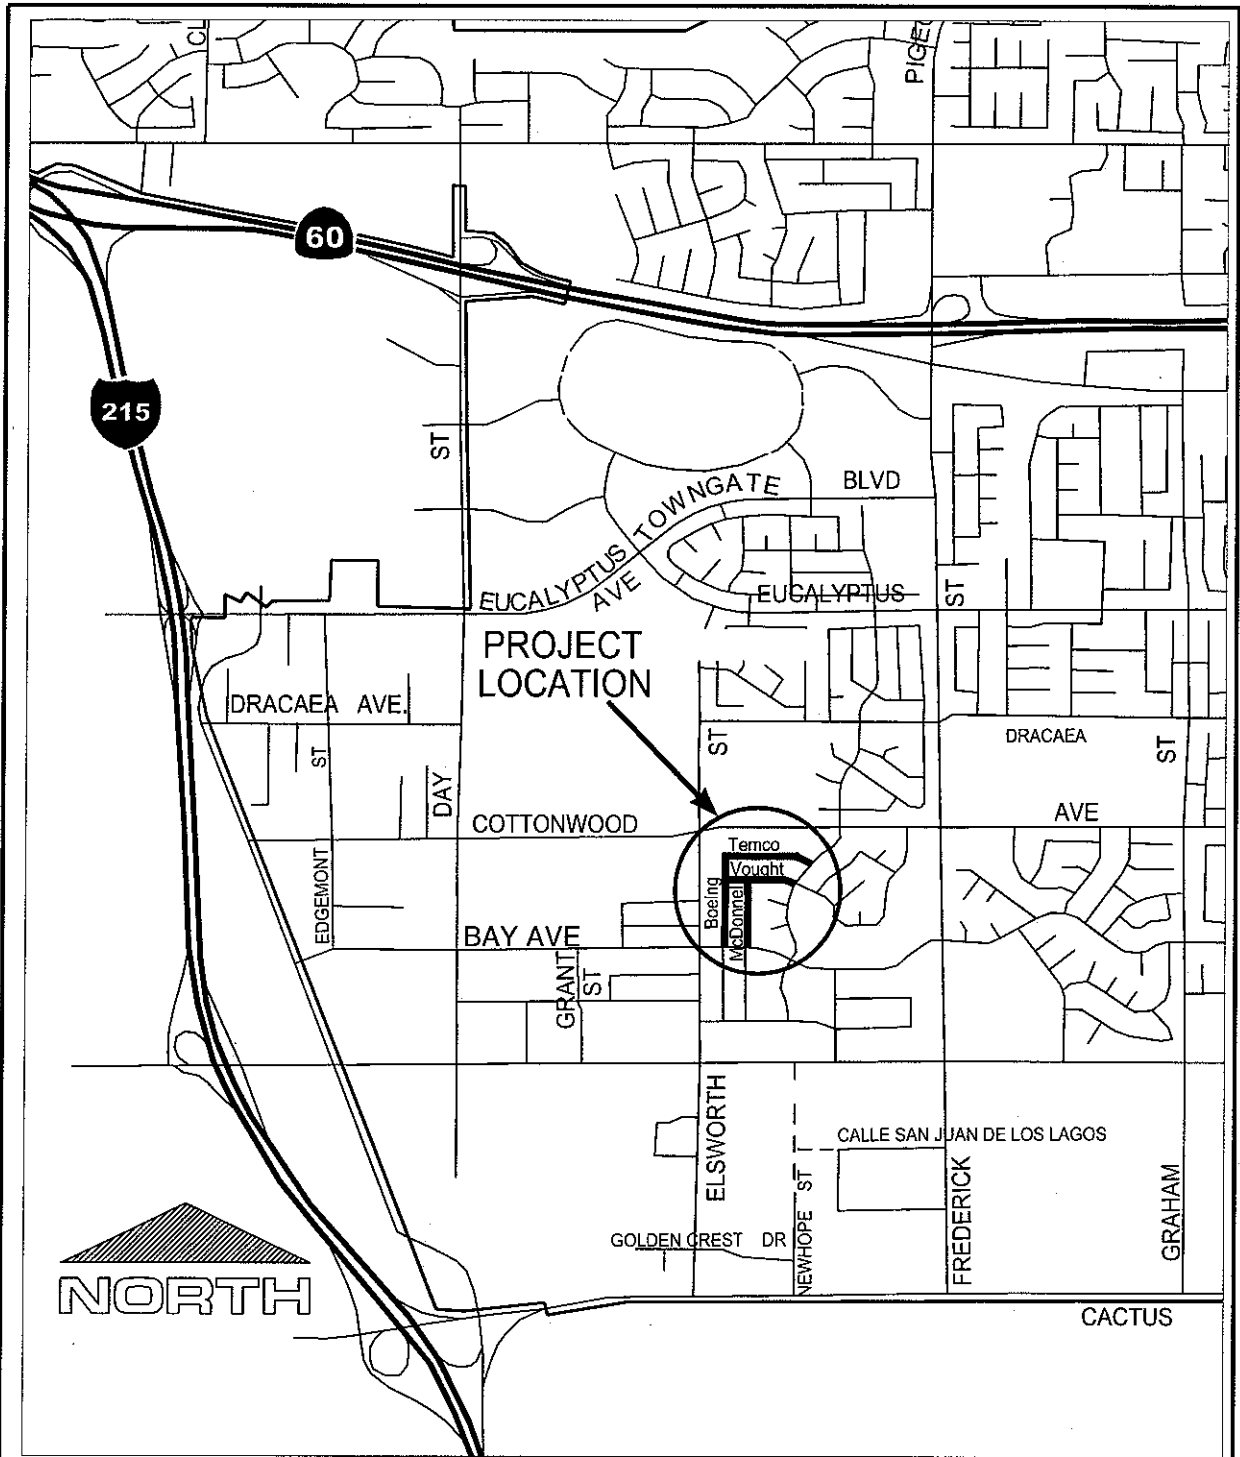 CL
PIGEO
60
215
ST
TOWNGATE
BLVD
EUCALYPTUS
AVE
EUCALYPTUS
ST
PROJECT
LOCATION
DRACAEA AVE.
ST
ST
DRACAEA
ST
DAY
COTTONWOOD
AVE
Temco
Vought
Boeing
McDonnel
EDGEMONT
BAY AVE
GRANT
ST
ELSWORTH
CALLE SAN JUAN DE LOS LAGOS
NEWHOPE ST
FREDERICK
GRAHAM
GOLDEN CREST DR
NORTH
CACTUS